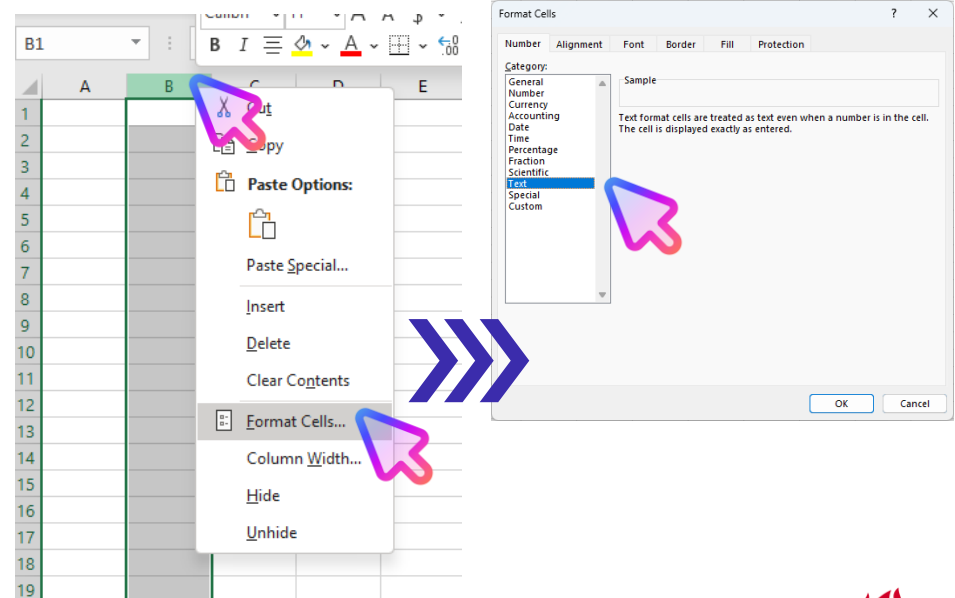 B1
B I A .00
A B C D E
1
2
3
4
5
6
7
8
9
10
11
12
13
14
15
16
17
18
19
Cut
Copy
Paste Options:
Paste Special...
Insert
Delete
Clear Contents
Format Cells...
Column Width...
Hide
Unhide
Format Cells ? ×
Number Alignment Font Border Fill Protection
Category:
General
Number
Currency
Accounting
Date
Time
Percentage
Fraction
Scientific
Text
Special
Custom
Sample
Text format cells are treated as text even when a number is in the cell.
The cell is displayed exactly as entered.
OK Cancel